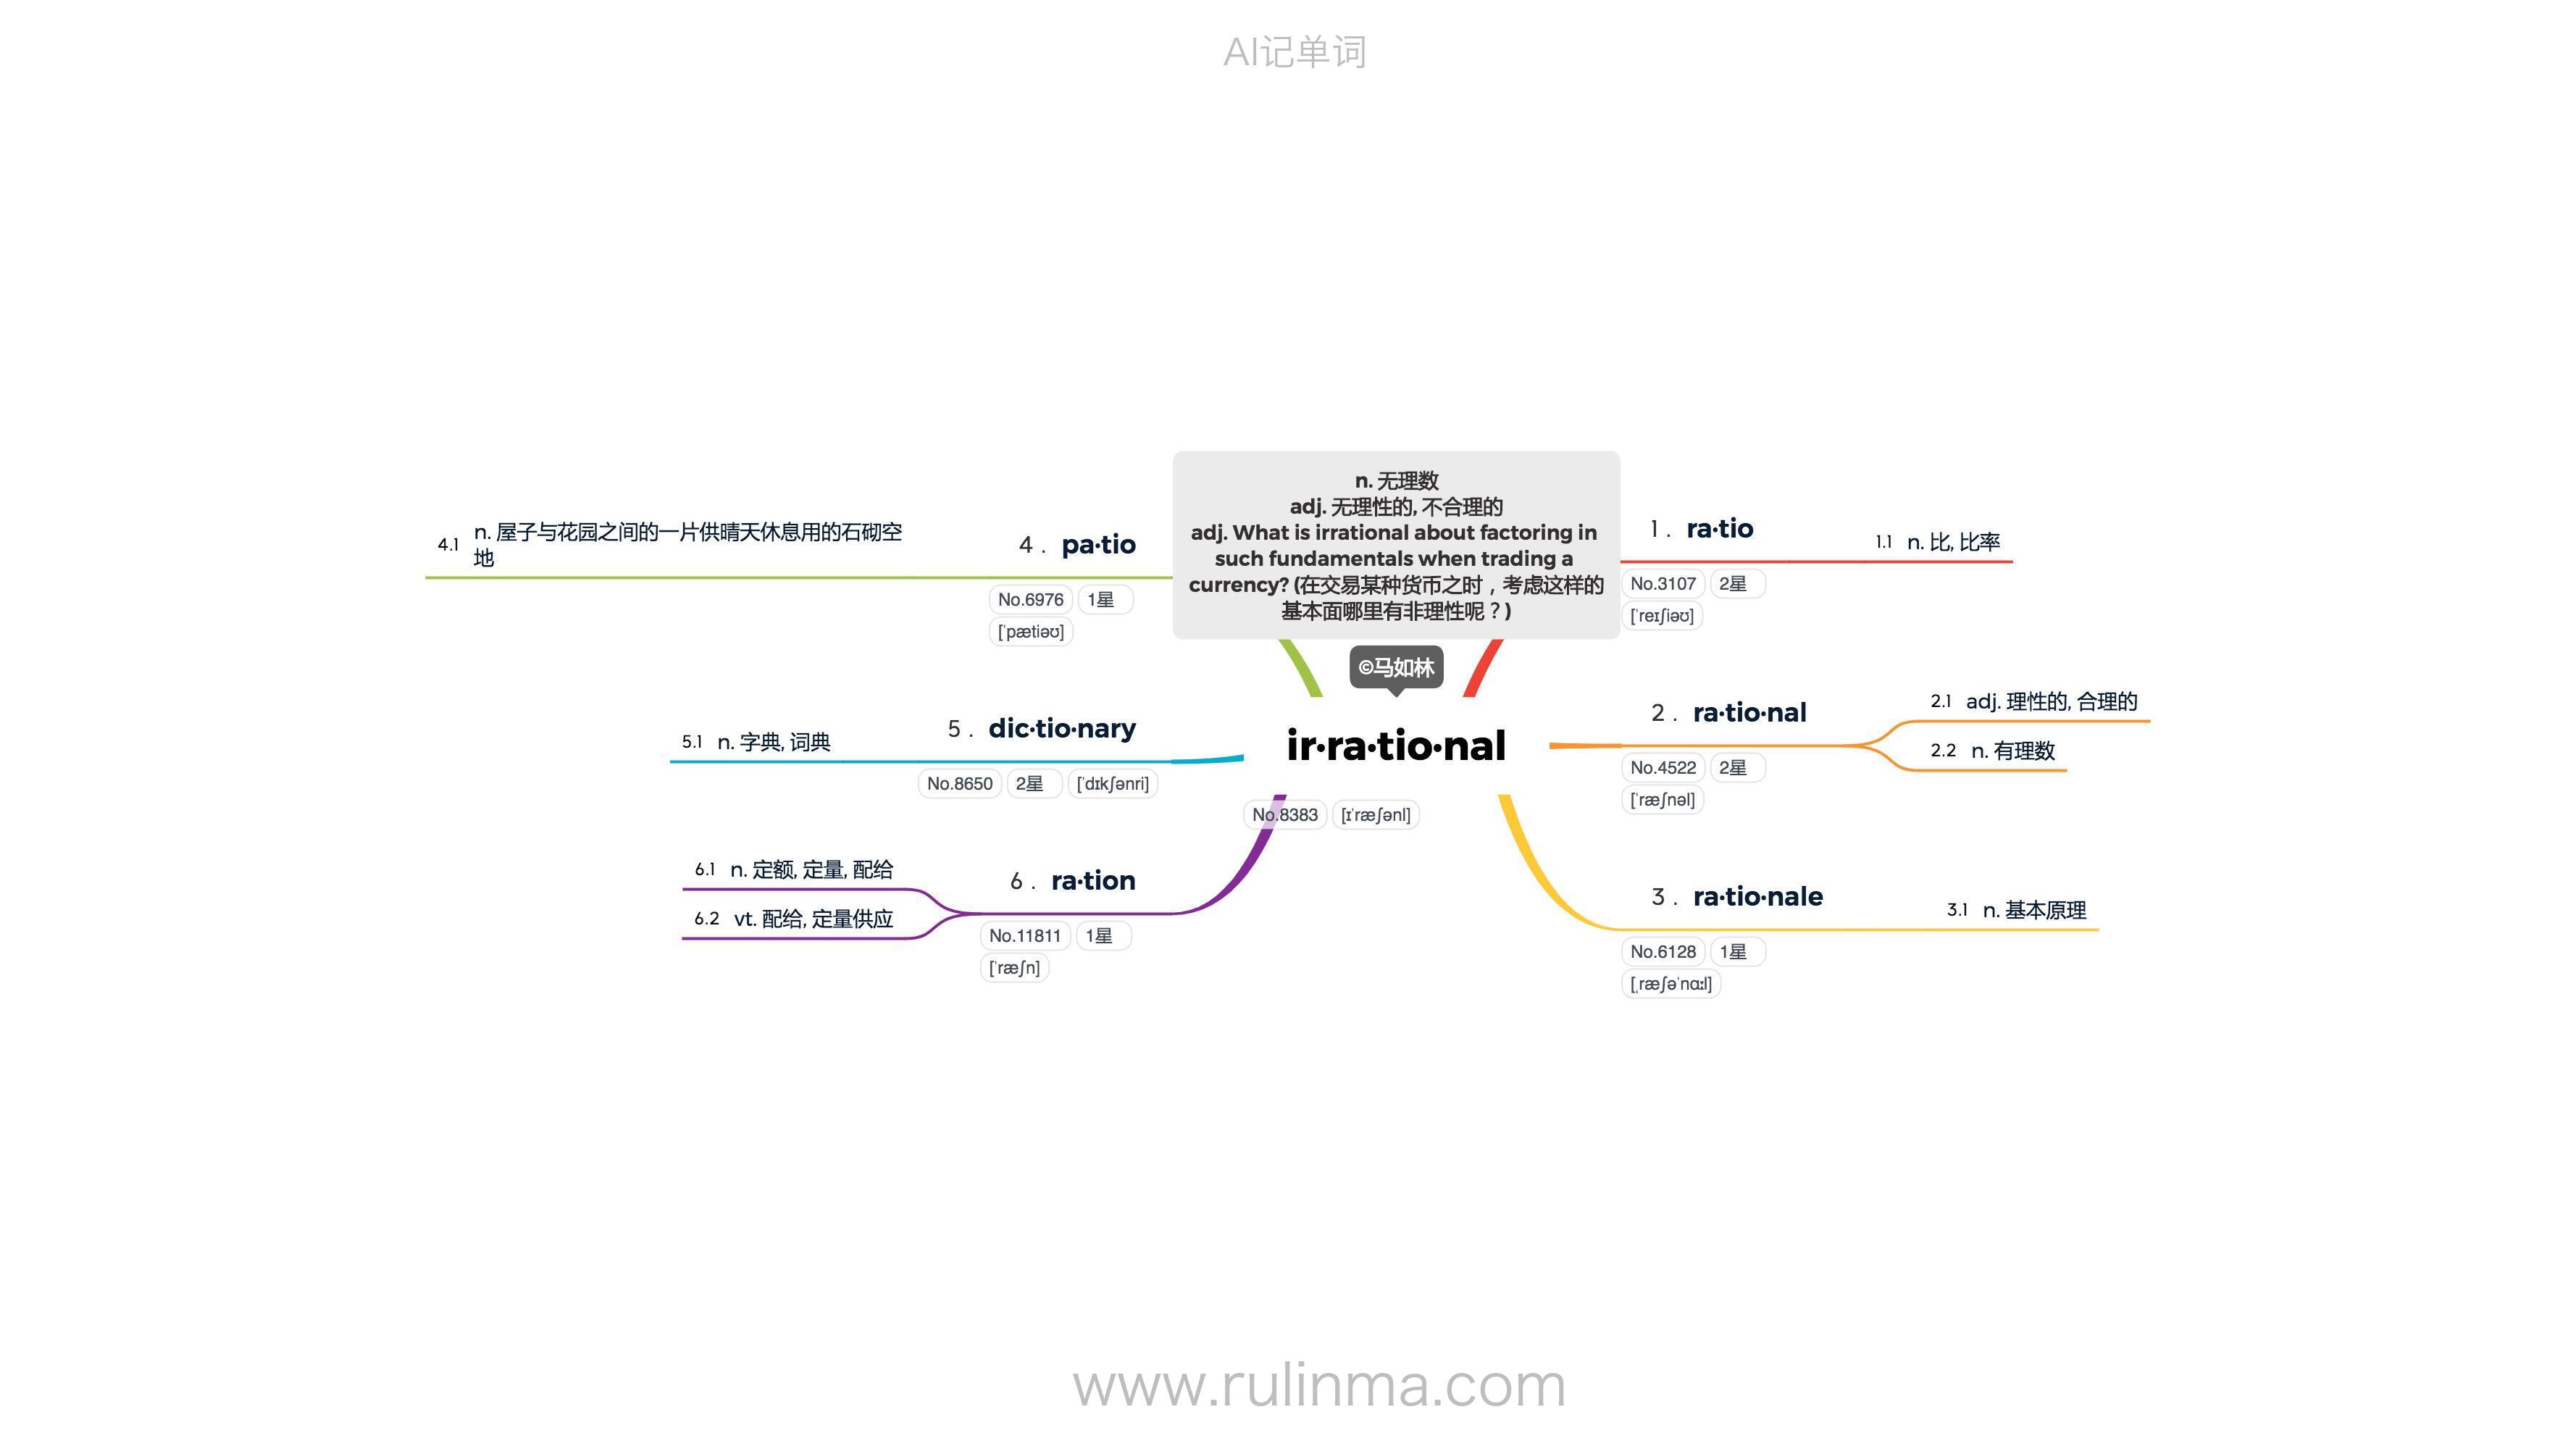 AI记单词
n. 无理数
adj. 无理性的, 不合理的
adj. What is irrational about factoring in
such fundamentals when trading a
currency? (在交易某种货币之时，考虑这样的
基本面哪里有非理性呢？)
©马如林
ir·ra·tio·nal
No.8383 [ɪˈræʃənl]
1. ra·tio
No.3107 2星
[ˈreɪʃiəʊ]
1.1 n. 比, 比率
2. ra·tio·nal
No.4522 2星
[ˈræʃnəl]
2.1 adj. 理性的, 合理的
2.2 n. 有理数
3. ra·tio·nale
No.6128 1星
[ˌræʃəˈnɑːl]
3.1 n. 基本原理
4. pa·tio
No.6976 1星
[ˈpætiəʊ]
4.1 n. 屋子与花园之间的一片供晴天休息用的石砌空
地
5. dic·tio·nary
No.8650 2星 [ˈdɪkʃənri]
5.1 n. 字典, 词典
6. ra·tion
No.11811 1星
[ˈræʃn]
6.1 n. 定额, 定量, 配给
6.2 vt. 配给, 定量供应
www.rulinma.com